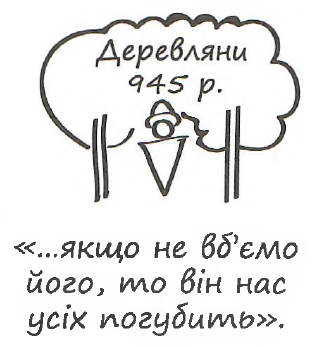 Деревляни
945 р.
«...якщо не вб'ємо
його, то він нас
усіх погубить».